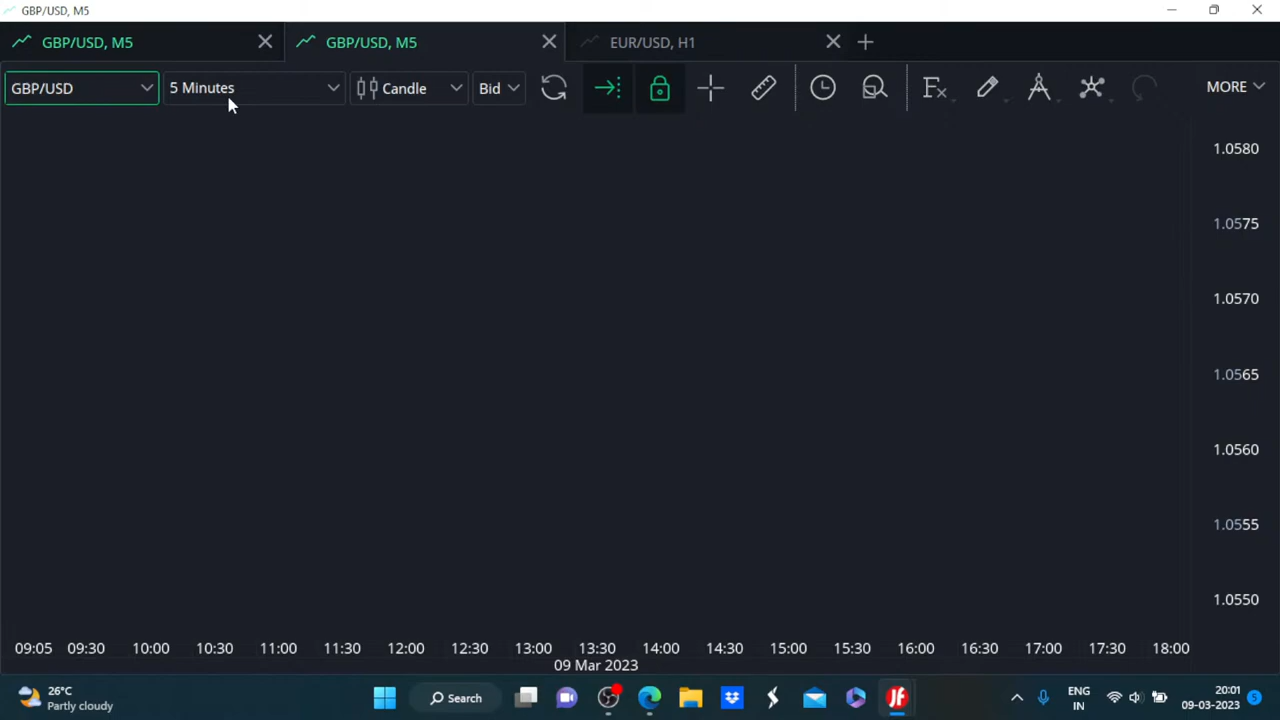 GBP/USD, M5
GBP/USD, M5
GBP/USD, M5
EUR/USD, H1
GBP/USD
5 Minutes
Candle
Bid
MORE
1.0580
1.0575
1.0570
1.0565
1.0560
1.0555
1.0550
09:05 09:30 10:00 10:30 11:00 11:30 12:00 12:30 13:00 13:30 14:00 14:30 15:00 15:30 16:00 16:30 17:00 17:30 18:00
09 Mar 2023
26°C
Partly cloudy
Search
ENG
IN
20:01
09-03-2023
5